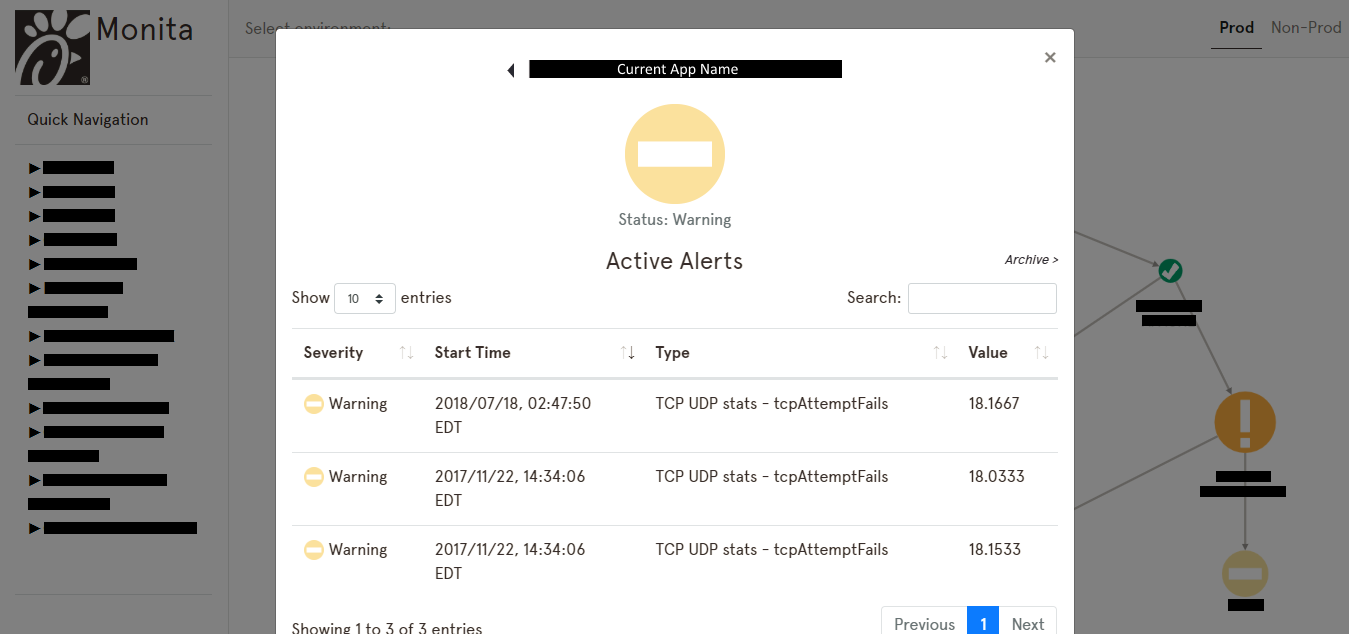 Monita
Select environment:
Prod Non-Prod
Quick Navigation
×
Current App Name
Status: Warning
Active Alerts
Archive >
Show 10 entries
Search:
Severity Start Time Type Value
Warning 2018/07/18, 02:47:50 TCP UDP stats - tcpAttemptFails 18.1667
EDT
Warning 2017/11/22, 14:34:06 TCP UDP stats - tcpAttemptFails 18.0333
EDT
Warning 2017/11/22, 14:34:06 TCP UDP stats - tcpAttemptFails 18.1533
EDT
Showing 1 to 3 of 3 entries
Previous 1 Next